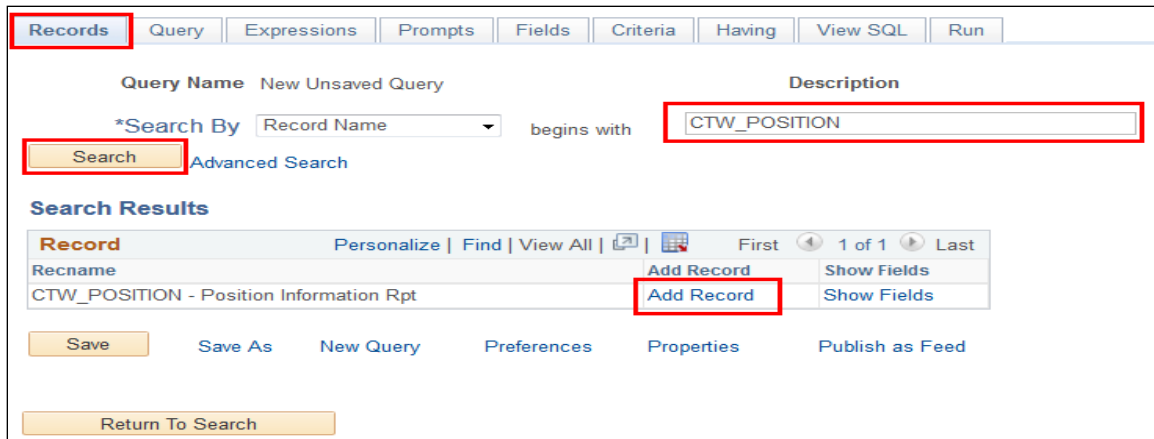 Records Query Expressions Prompts Fields Criteria Having View SQL Run
Query Name New Unsaved Query Description
*Search By Record Name begins with CTW_POSITION
Search Advanced Search
Search Results
Record Personalize | Find | View All | | First 1 of 1 Last
Recname Add Record Show Fields
CTW_POSITION - Position Information Rpt Add Record Show Fields
Save Save As New Query Preferences Properties Publish as Feed
Return To Search